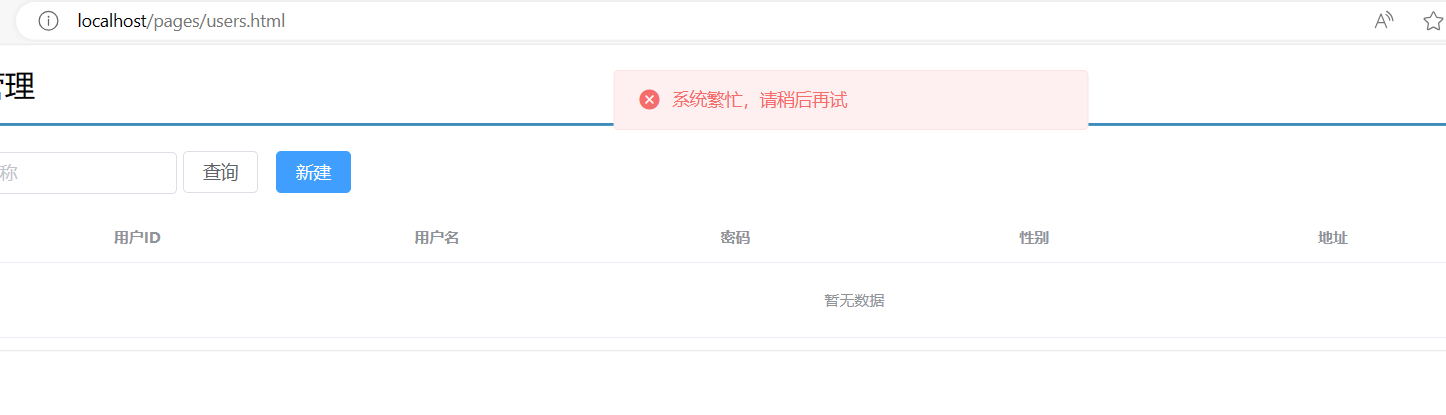 localhost/pages/users.html
管理
系统繁忙，请稍后再试
称 查询 新建
用户ID 用户名 密码 性别 地址
暂无数据